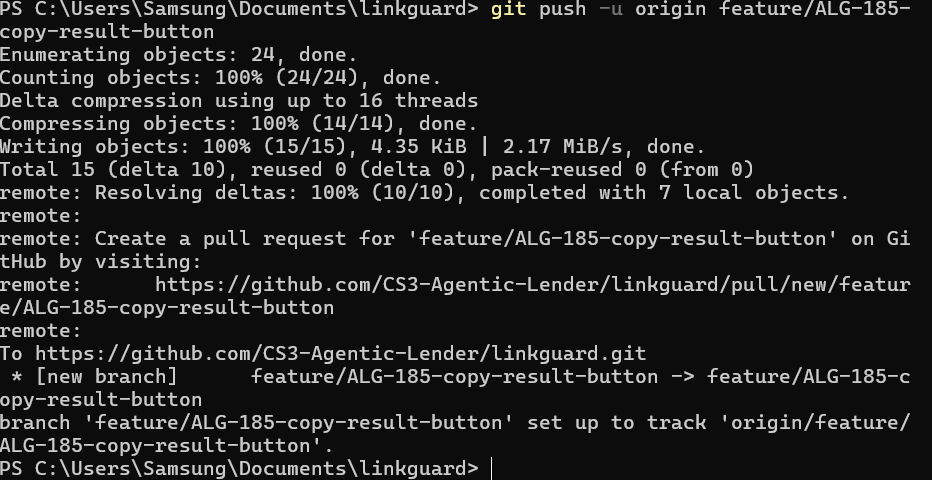 PS C:\Users\Samsung\Documents\linkguard> git push -u origin feature/ALG-185-
copy-result-button
Enumerating objects: 24, done.
Counting objects: 100% (24/24), done.
Delta compression using up to 16 threads
Compressing objects: 100% (14/14), done.
Writing objects: 100% (15/15), 4.35 KiB | 2.17 MiB/s, done.
Total 15 (delta 10), reused 0 (delta 0), pack-reused 0 (from 0)
remote: Resolving deltas: 100% (10/10), completed with 7 local objects.
remote:
remote: Create a pull request for 'feature/ALG-185-copy-result-button' on Gi
tHub by visiting:
remote:      https://github.com/CS3-Agentic-Lender/linkguard/pull/new/featur
e/ALG-185-copy-result-button
remote:
To https://github.com/CS3-Agentic-Lender/linkguard.git
 * [new branch]      feature/ALG-185-copy-result-button -> feature/ALG-185-c
opy-result-button
branch 'feature/ALG-185-copy-result-button' set up to track 'origin/feature/
ALG-185-copy-result-button'.
PS C:\Users\Samsung\Documents\linkguard>